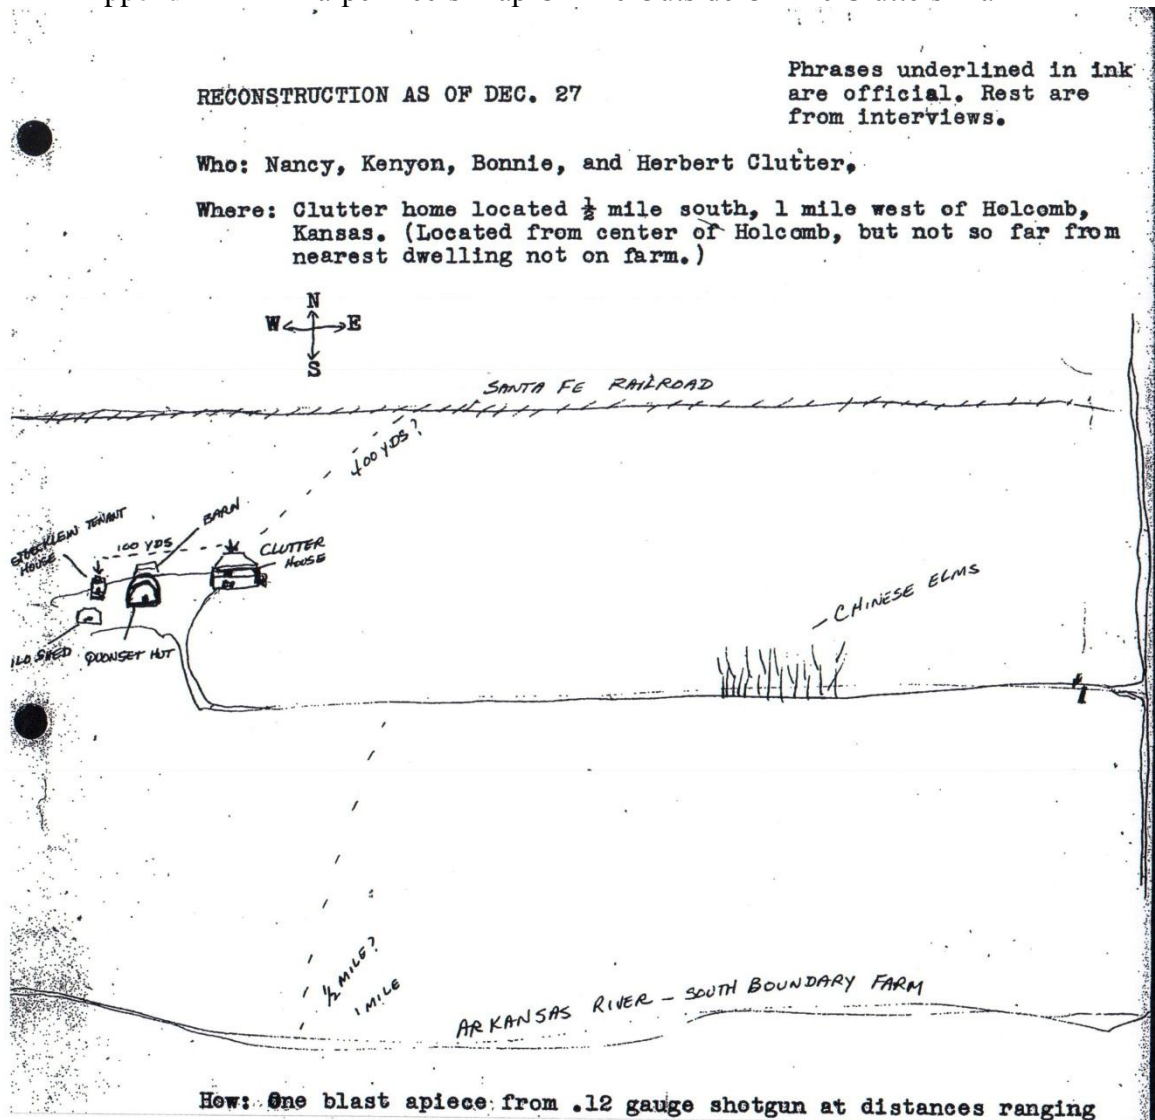 RECONSTRUCTION AS OF DEC. 27
Phrases underlined in ink
are official. Rest are
from interviews.
Who: Nancy, Kenyon, Bonnie, and Herbert Clutter.
Where: Clutter home located ½ mile south, 1 mile west of Holcomb,
Kansas. (Located from center of Holcomb, but not so far from
nearest dwelling not on farm.)
N
W E
S
SANTA FE RAILROAD
400 YDS?
STOECKLEIN TENANT
HOUSE
BARN
100 YDS
CLUTTER
HOUSE
CHINESE ELMS
ILO SHED
QUONSET HUT
½ MILE?
1 MILE
ARKANSAS RIVER - SOUTH BOUNDARY FARM
How: One blast apiece from .12 gauge shotgun at distances ranging